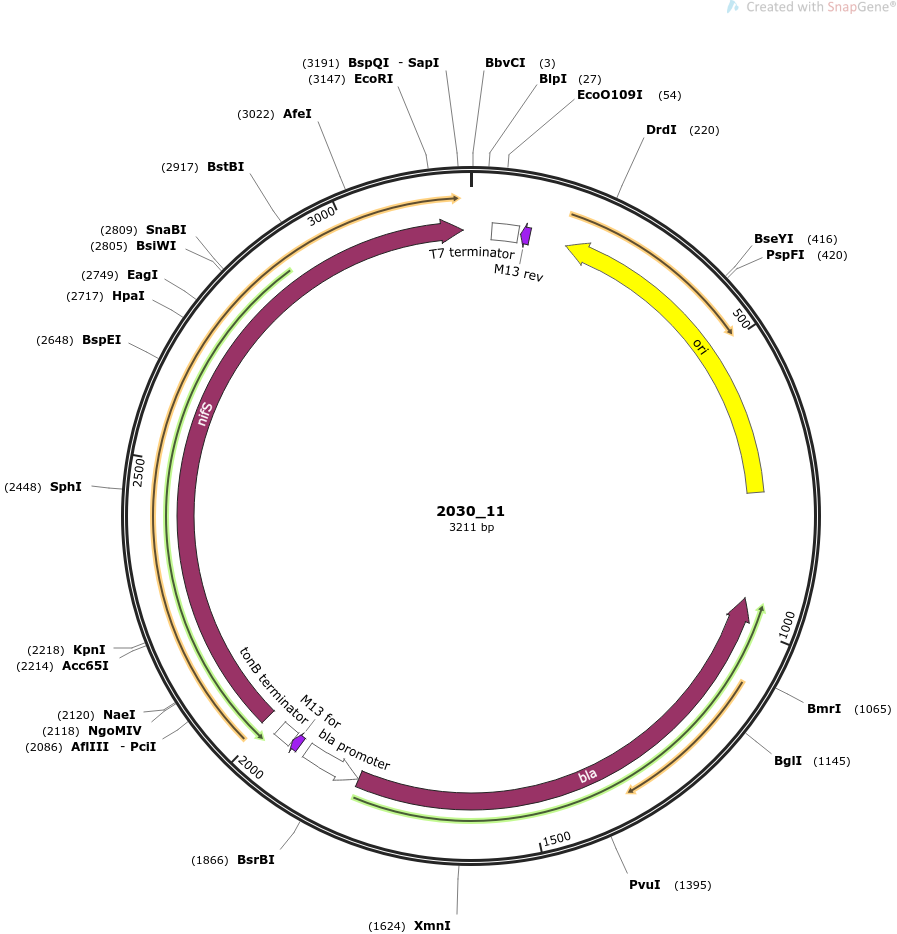 Created with SnapGene®
(3191) BspQI - SapI
(3147) EcoRI
BbvCI (3)
BlpI (27)
EcoO109I (54)
(3022) AfeI
DrdI (220)
(2917) BstBI
(2809) SnaBI
(2805) BsiWI
(2749) EagI
(2717) HpaI
(2648) BspEI
BseYI (416)
PspFI (420)
3000
T7 terminator
M13 rev
500
ori
nifS
2500
(2448) SphI
2030_11
3211 bp
1000
(2218) KpnI
(2214) Acc65I
tonB terminator
M13 for
bla promoter
(2120) NaeI
(2118) NgoMIV
(2086) AflIII - PciI
2000
BmrI (1065)
BglI (1145)
bla
1500
(1866) BsrBI
PvuI (1395)
(1624) XmnI